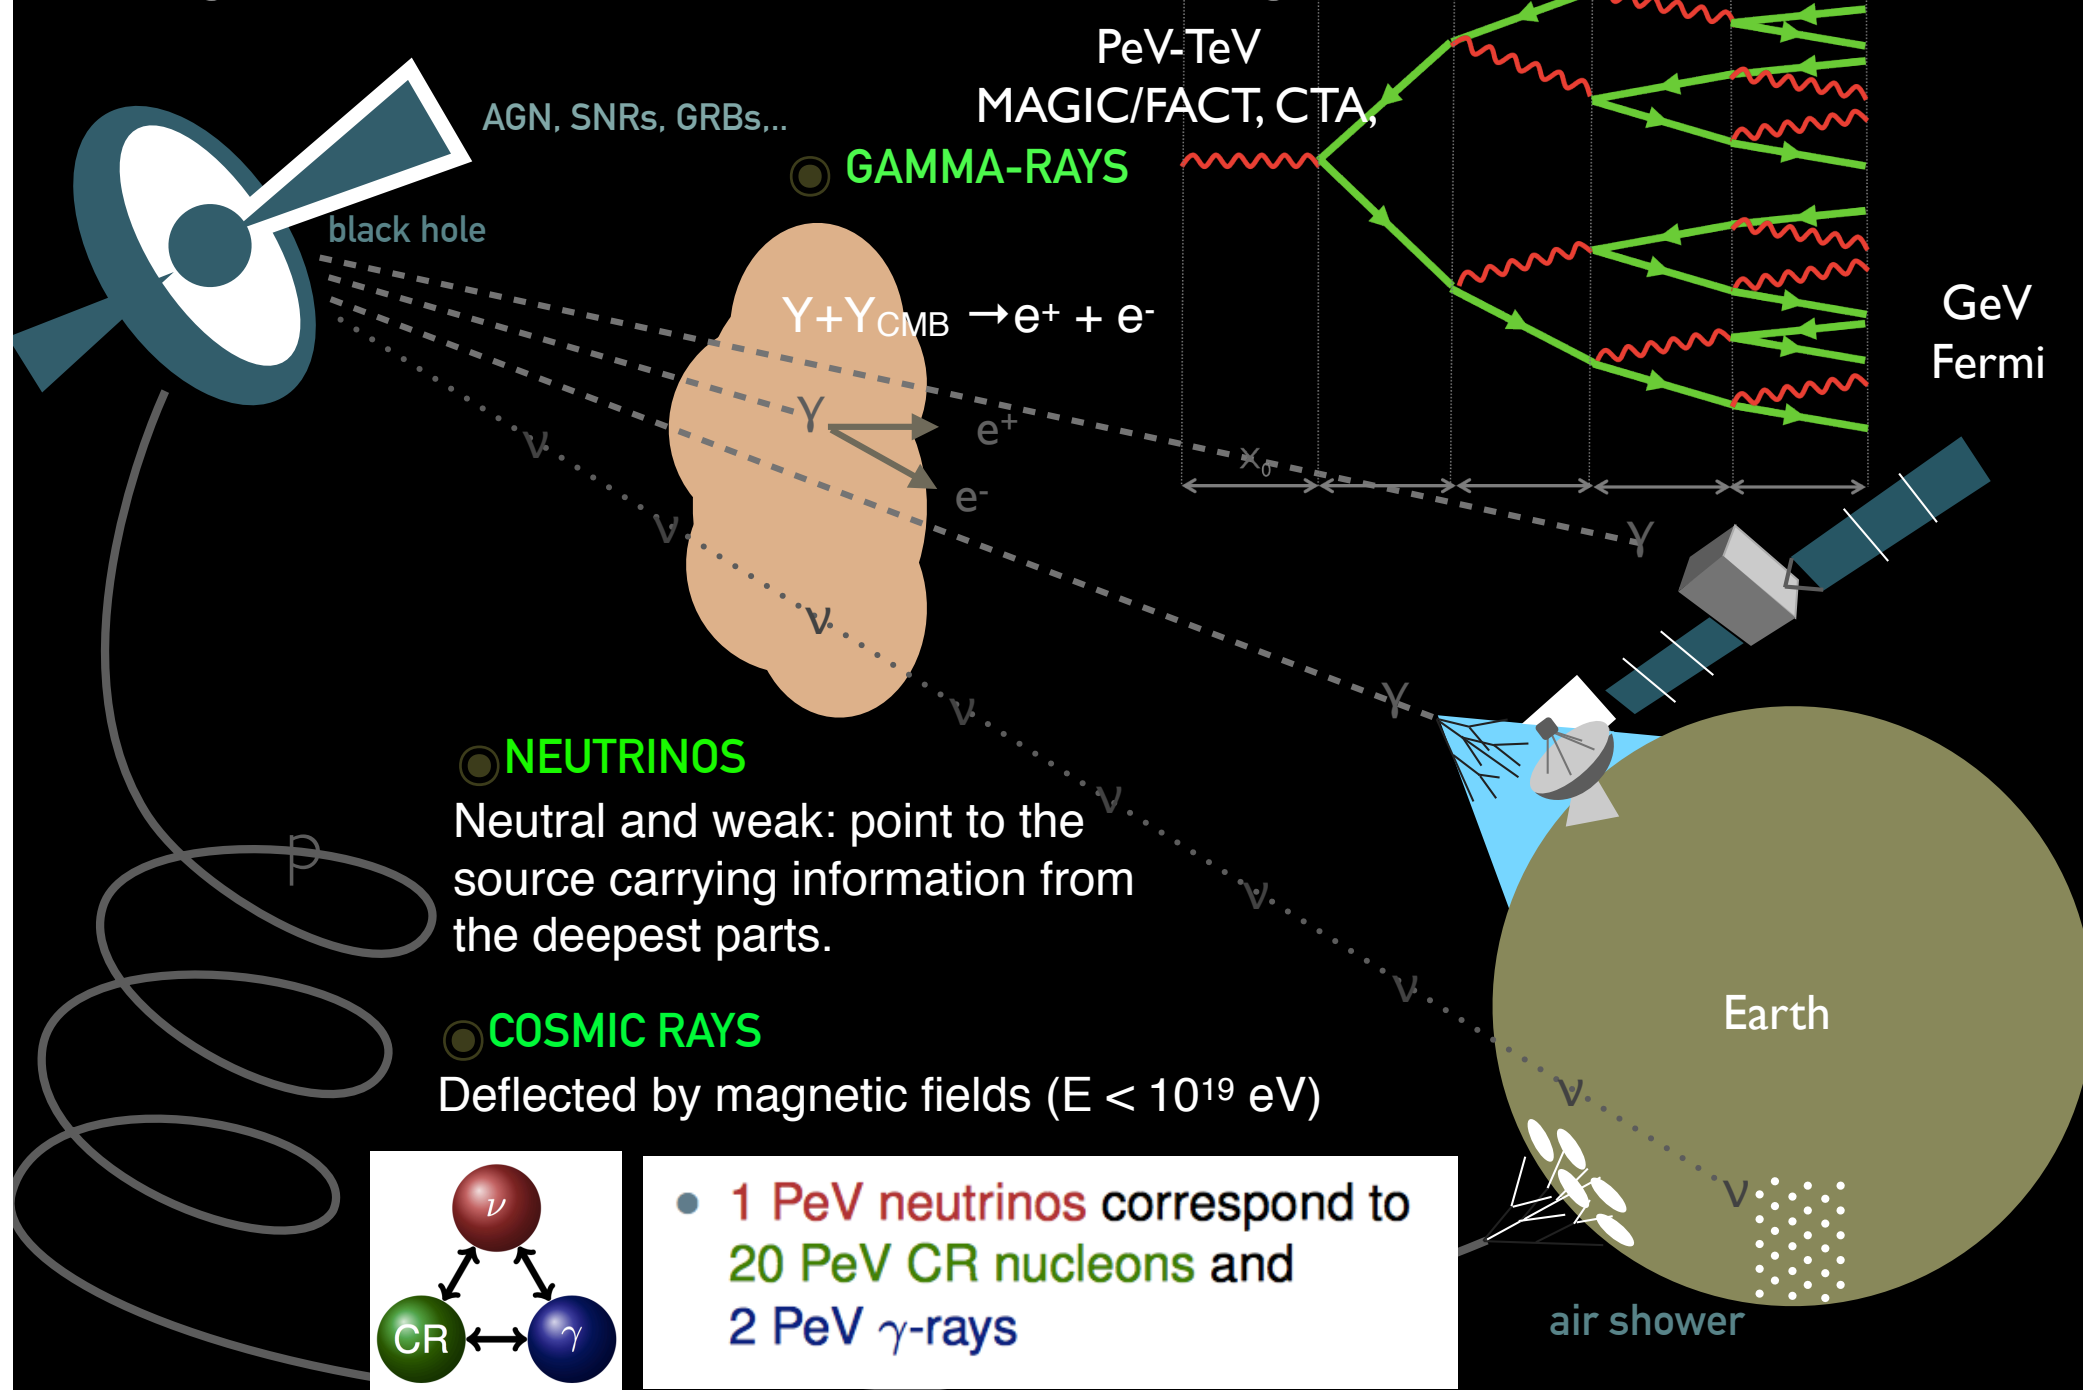 PeV-TeV
MAGIC/FACT, CTA,
AGN, SNRs, GRBs,..
GAMMA-RAYS
black hole
γ+γCMB →e+ + e-
GeV
Fermi
γ
e+
e-
x0
ν
ν
ν
γ
γ
ν
ν
ν
ν
ν
ν
NEUTRINOS
Neutral and weak: point to the
source carrying information from
the deepest parts.
p
COSMIC RAYS
Deflected by magnetic fields (E < 10¹⁹ eV)
Earth
ν
CR
γ
• 1 PeV neutrinos correspond to
20 PeV CR nucleons and
2 PeV γ-rays
air shower